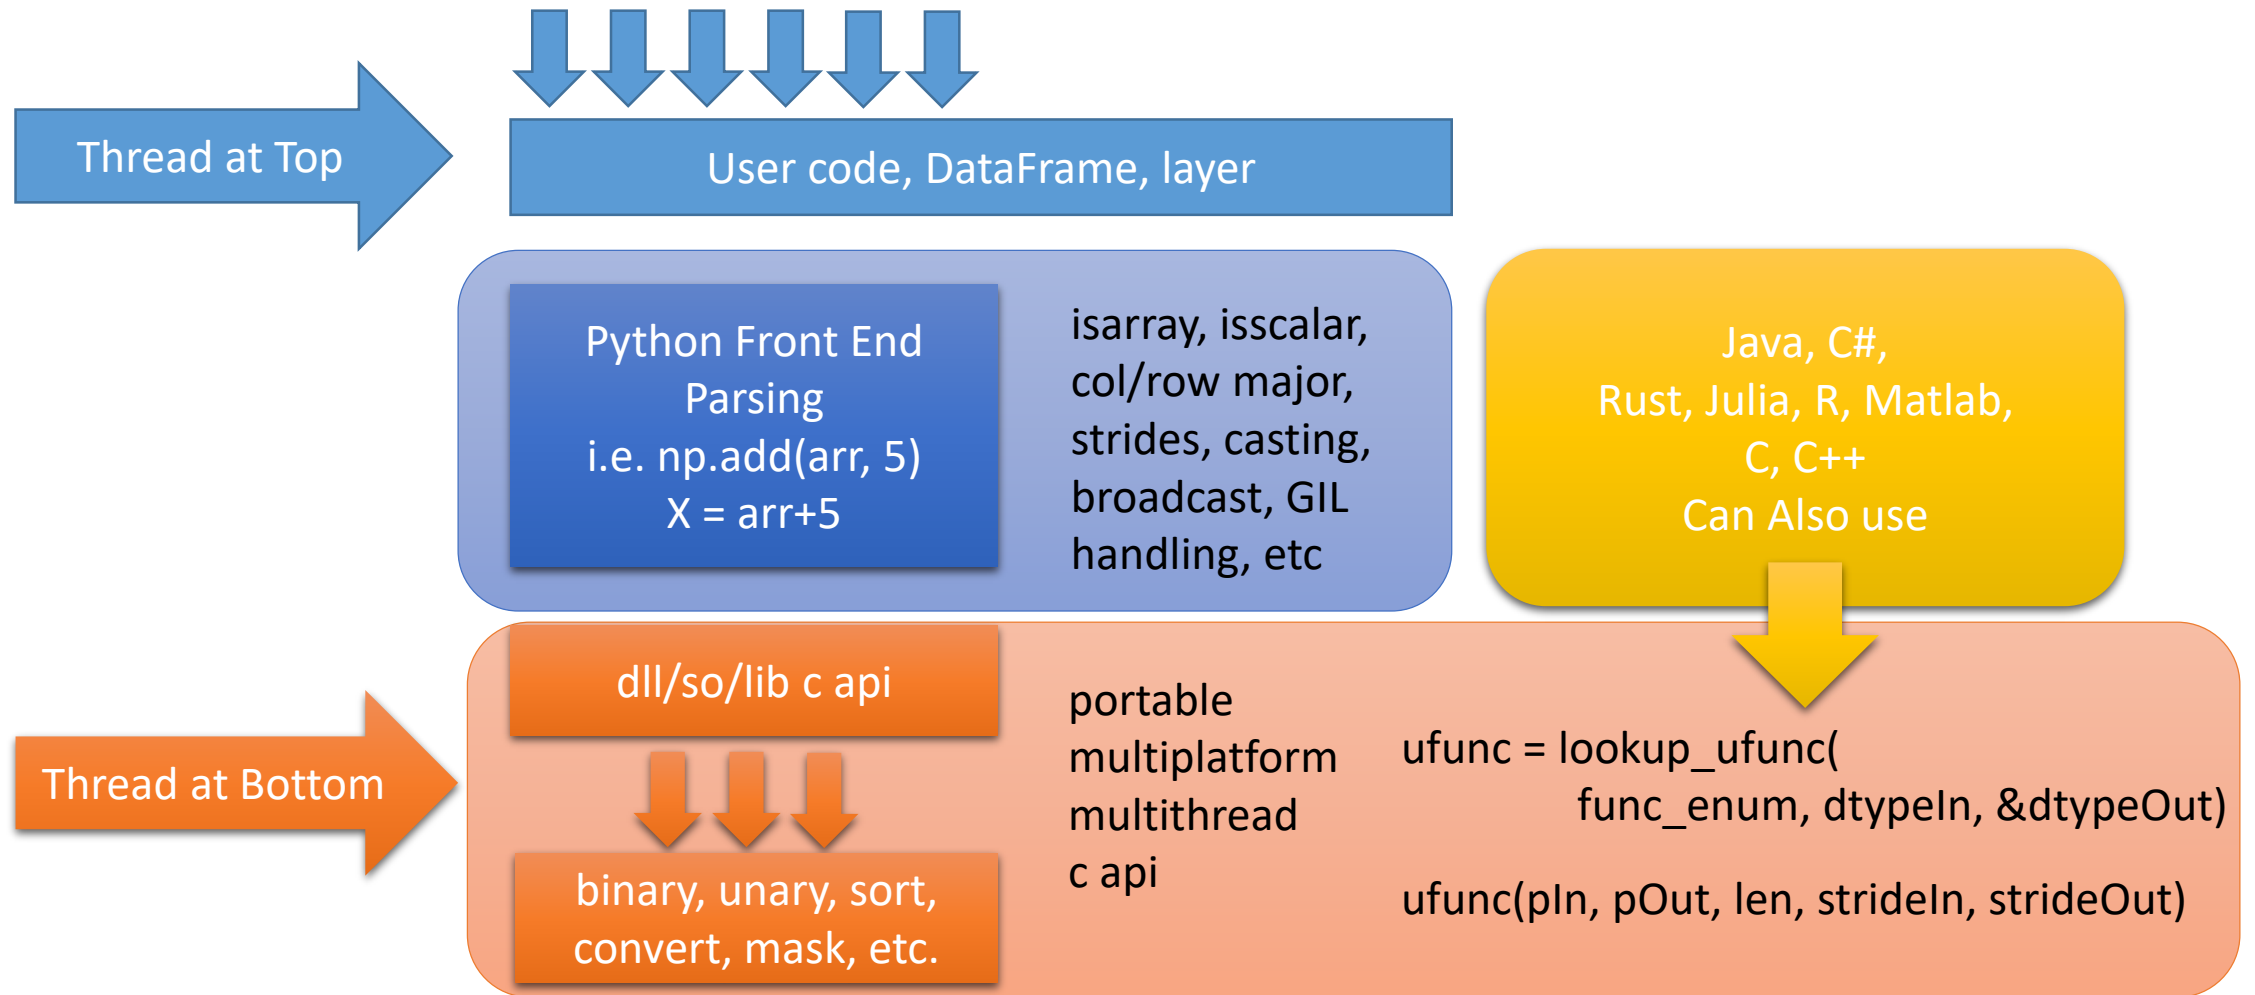 Thread at Top
User code, DataFrame, layer
Python Front End
Parsing
i.e. np.add(arr, 5)
X = arr+5
isarray, isscalar,
col/row major,
strides, casting,
broadcast, GIL
handling, etc
Java, C#,
Rust, Julia, R, Matlab,
C, C++
Can Also use
Thread at Bottom
dll/so/lib c api
binary, unary, sort,
convert, mask, etc.
portable
multiplatform
multithread
c api
ufunc = lookup_ufunc(
func_enum, dtypeIn, &dtypeOut)
ufunc(pIn, pOut, len, strideIn, strideOut)